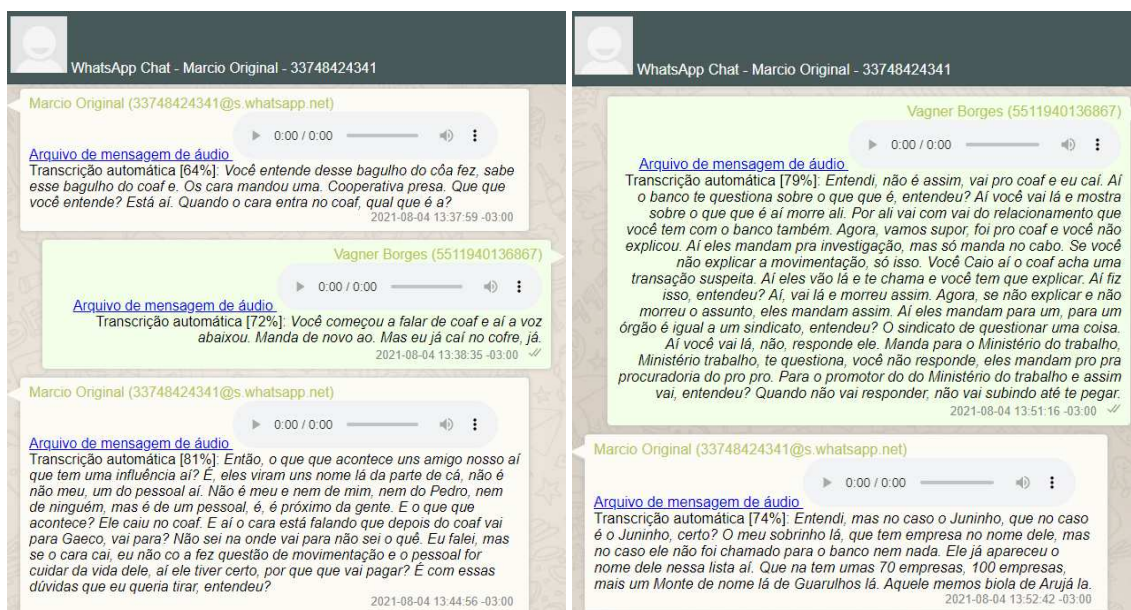 WhatsApp Chat - Marcio Original - 33748424341
Marcio Original (33748424341@s.whatsapp.net)
0:00 / 0:00
Arquivo de mensagem de áudio
Transcrição automática [64%]: Você entende desse bagulho do côa fez, sabe
esse bagulho do coaf e. Os cara mandou uma. Cooperativa presa. Que que
você entende? Está aí. Quando o cara entra no coaf, qual que é a?
2021-08-04 13:37:59 -03:00
Vagner Borges (5511940136867)
0:00 / 0:00
Arquivo de mensagem de áudio
Transcrição automática [72%]: Você começou a falar de coaf e aí a voz
abaixou. Manda de novo ao. Mas eu já caí no cofre, já.
2021-08-04 13:38:35 -03:00
Marcio Original (33748424341@s.whatsapp.net)
0:00 / 0:00
Arquivo de mensagem de áudio
Transcrição automática [81%]: Então, o que que acontece uns amigo nosso aí
que tem uma influência aí? É, eles viram uns nome lá da parte de cá, não é
não meu, um do pessoal aí. Não é meu e nem de mim, nem do Pedro, nem
de ninguém, mas é de um pessoal, é, é próximo da gente. E o que que
acontece? Ele caiu no coaf. E aí o cara está falando que depois do coaf vai
para Gaeco, vai para? Não sei na onde vai para não sei o quê. Eu falei, mas
se o cara cai, eu não co a fez questão de movimentação e o pessoal for
cuidar da vida dele, aí ele tiver certo, por que que vai pagar? É com essas
dúvidas que eu queria tirar, entendeu?
2021-08-04 13:44:56 -03:00
WhatsApp Chat - Marcio Original - 33748424341
Vagner Borges (5511940136867)
0:00 / 0:00
Arquivo de mensagem de áudio
Transcrição automática [79%]: Entendi, não é assim, vai pro coaf e eu caí. Aí
o banco te questiona sobre o que que é, entendeu? Aí você vai lá e mostra
sobre o que que é aí morre ali. Por ali vai com vai do relacionamento que
você tem com o banco também. Agora, vamos supor, foi pro coaf e você não
explicou. Aí eles mandam pra investigação, mas só manda no cabo. Se você
não explicar a movimentação, só isso. Você Caio aí o coaf acha uma
transação suspeita. Aí eles vão lá e te chama e você tem que explicar. Aí fiz
isso, entendeu? Aí, vai lá e morreu assim. Agora, se não explicar e não
morreu o assunto, eles mandam assim. Aí eles mandam para um, para um
órgão é igual a um sindicato, entendeu? O sindicato de questionar uma coisa.
Aí você vai lá, não, responde ele. Manda para o Ministério do trabalho,
Ministério trabalho, te questiona, você não responde, eles mandam pro pra
procuradoria do pro pro. Para o promotor do do Ministério do trabalho e assim
vai, entendeu? Quando não vai responder, não vai subindo até te pegar.
2021-08-04 13:51:16 -03:00
Marcio Original (33748424341@s.whatsapp.net)
0:00 / 0:00
Arquivo de mensagem de áudio
Transcrição automática [74%]: Entendi, mas no caso o Juninho, que no caso
é o Juninho, certo? O meu sobrinho lá, que tem empresa no nome dele, mas
no caso ele não foi chamado para o banco nem nada. Ele já apareceu o
nome dele nessa lista aí. Que na tem umas 70 empresas, 100 empresas,
mais um Monte de nome lá de Guarulhos lá. Aquele memos biola de Arujá la.
2021-08-04 13:52:42 -03:00